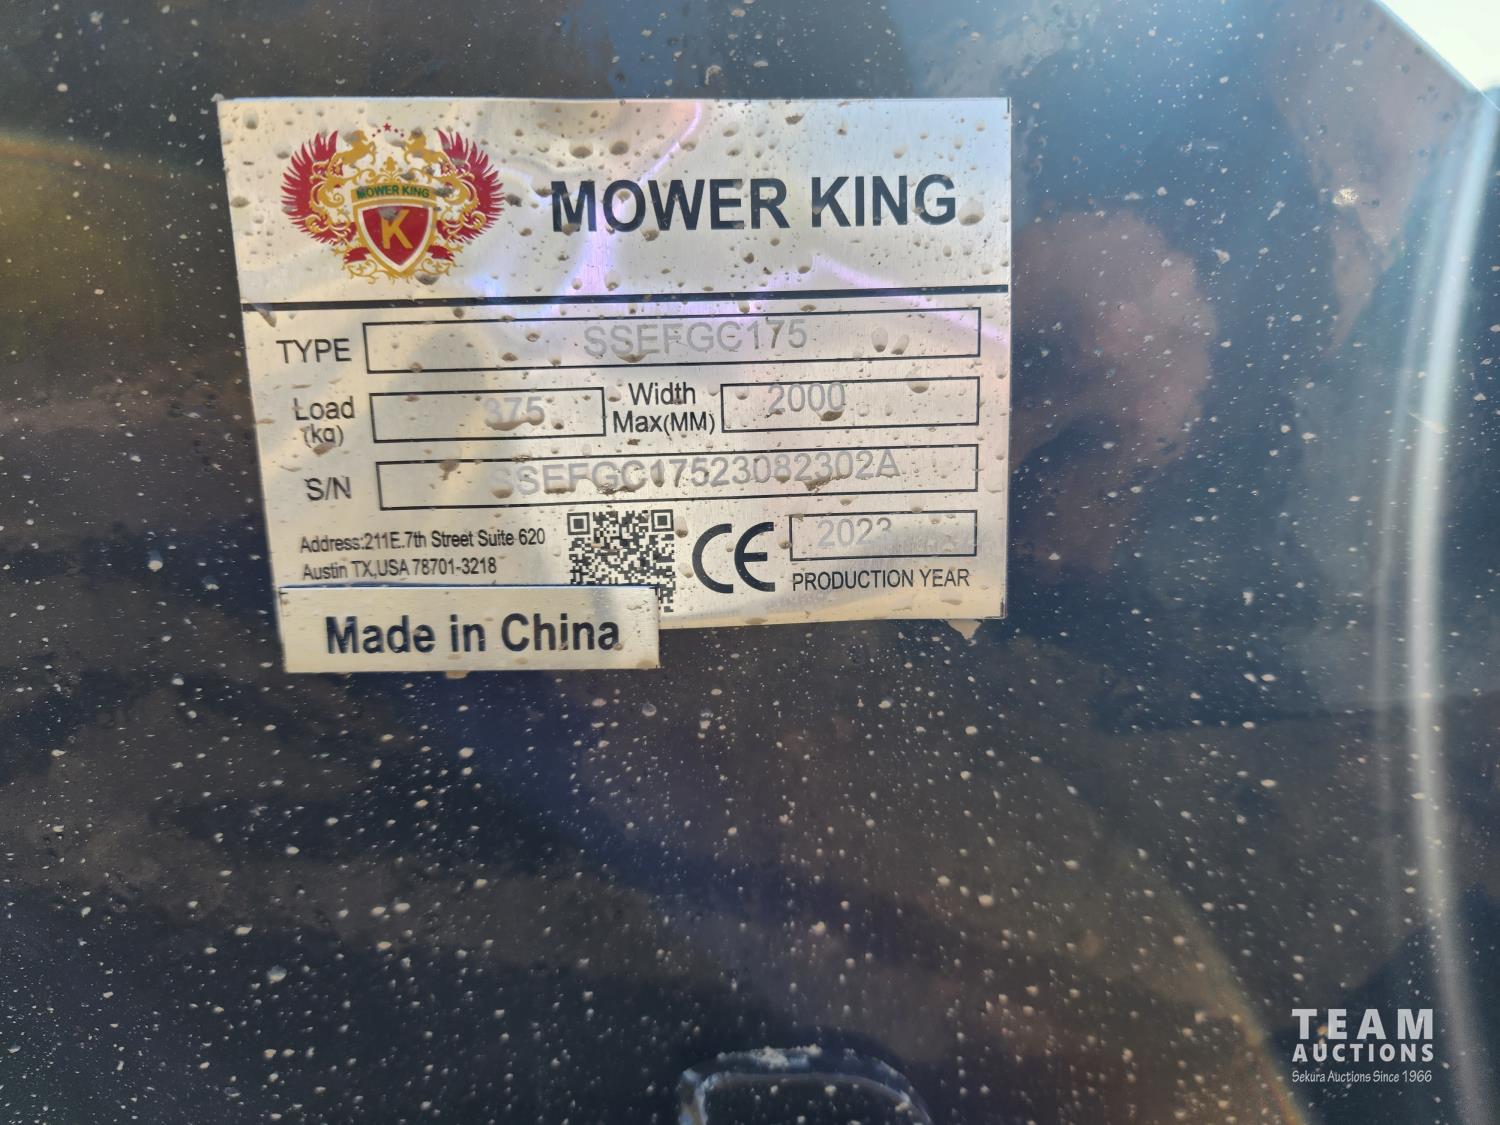 MOWER KING
K
MOWER KING
TYPE SSEFGC175
Load (kg) 375 Width Max(MM) 2000
S/N SSEFGC17523082302A
Address:211E.7th Street Suite 620
Austin TX,USA 78701-3218
CE
2023
PRODUCTION YEAR
Made in China
TEAM
AUCTIONS
Sekura Auctions Since 1966